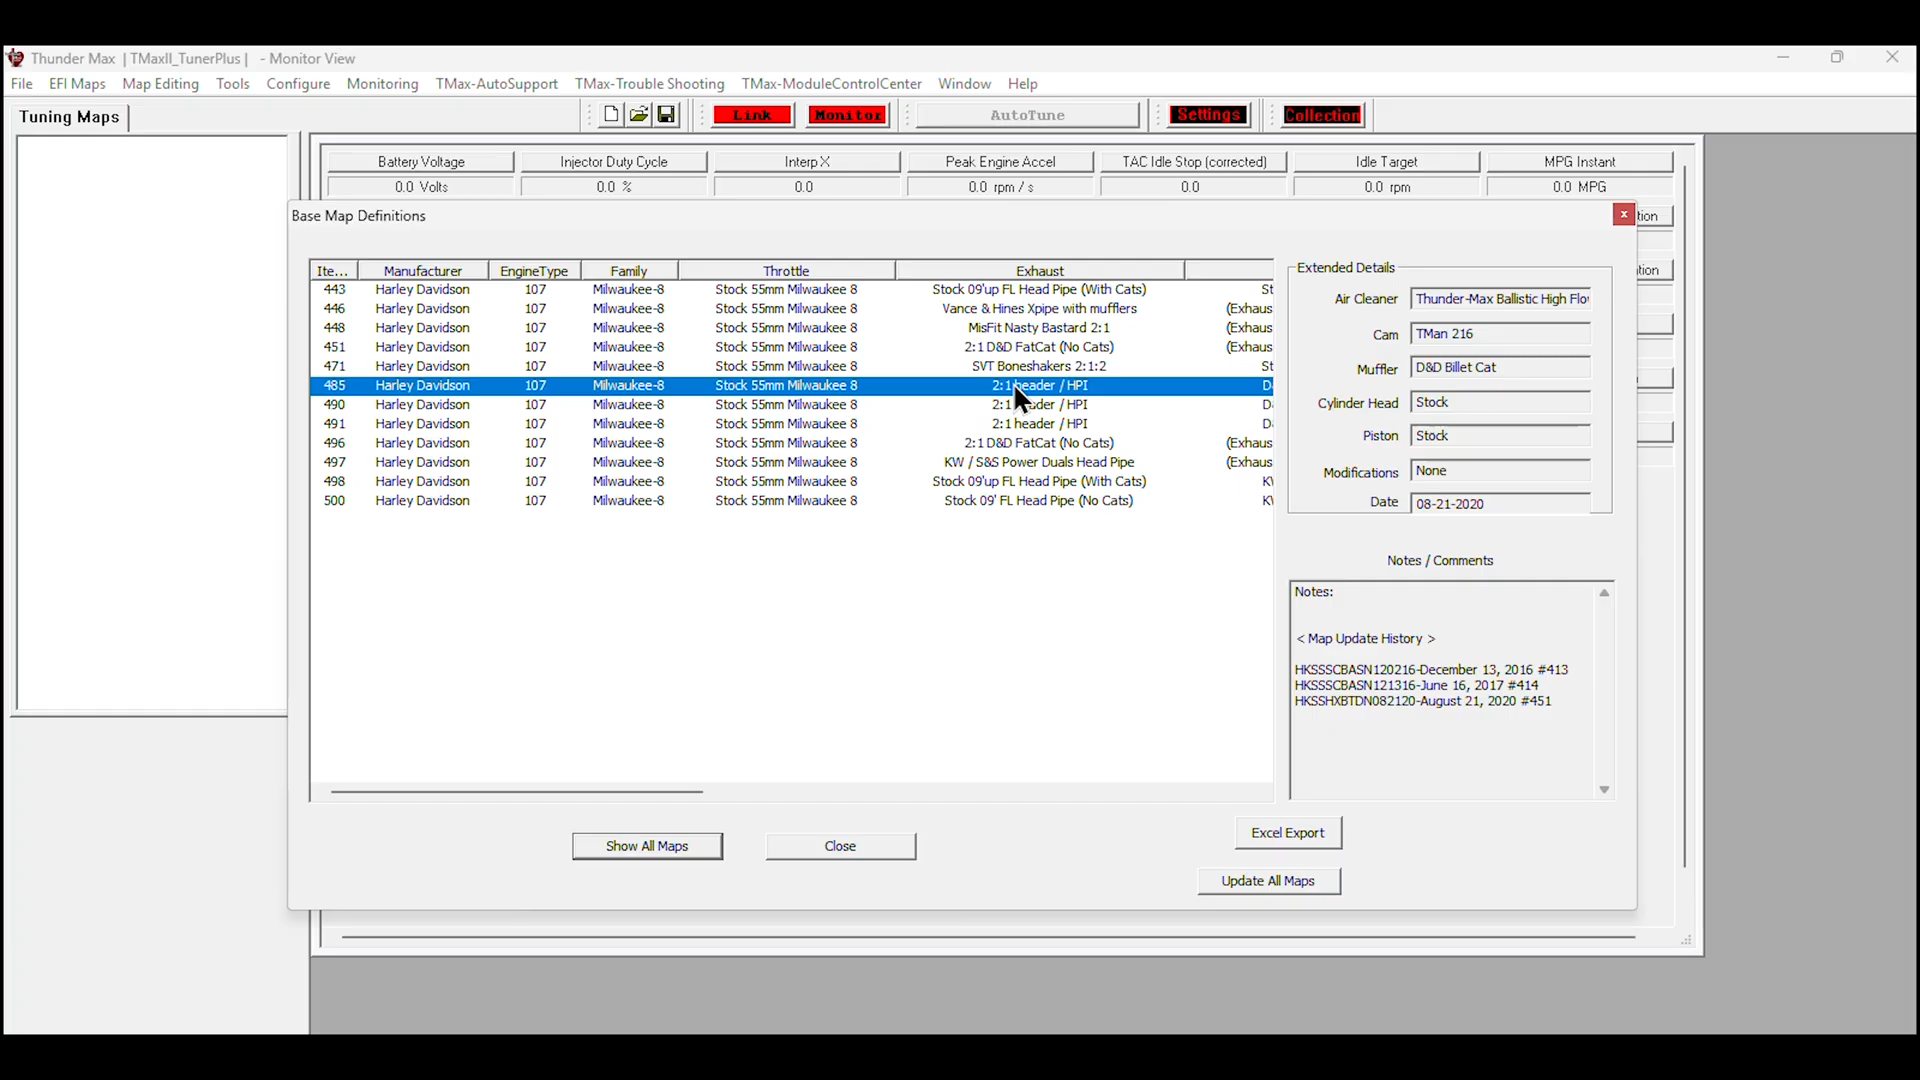 Thunder Max | TMaxII_TunerPlus | - Monitor View
File EFI Maps Map Editing Tools Configure Monitoring TMax-AutoSupport TMax-Trouble Shooting TMax-ModuleControlCenter Window Help
Tuning Maps Link Monitor AutoTune Settings Collection
Battery Voltage Injector Duty Cycle Interp X Peak Engine Accel TAC Idle Stop (corrected) Idle Target MPG Instant
0.0 Volts 0.0 % 0.0 0.0 rpm / s 0.0 0.0 rpm 0.0 MPG
Base Map Definitions x tion
Ite... Manufacturer EngineType Family Throttle Exhaust
443 Harley Davidson 107 Milwaukee-8 Stock 55mm Milwaukee 8 Stock 09'up FL Head Pipe (With Cats) St
446 Harley Davidson 107 Milwaukee-8 Stock 55mm Milwaukee 8 Vance & Hines Xpipe with mufflers (Exhaus
448 Harley Davidson 107 Milwaukee-8 Stock 55mm Milwaukee 8 MisFit Nasty Bastard 2:1 (Exhaus
451 Harley Davidson 107 Milwaukee-8 Stock 55mm Milwaukee 8 2:1 D&D FatCat (No Cats) (Exhaus
471 Harley Davidson 107 Milwaukee-8 Stock 55mm Milwaukee 8 SVT Boneshakers 2:1:2 St
485 Harley Davidson 107 Milwaukee-8 Stock 55mm Milwaukee 8 2:1 header / HPI D
490 Harley Davidson 107 Milwaukee-8 Stock 55mm Milwaukee 8 2:1 / HPI D
491 Harley Davidson 107 Milwaukee-8 Stock 55mm Milwaukee 8 2:1 header / HPI D
496 Harley Davidson 107 Milwaukee-8 Stock 55mm Milwaukee 8 2:1 D&D FatCat (No Cats) (Exhaus
497 Harley Davidson 107 Milwaukee-8 Stock 55mm Milwaukee 8 KW / S&S Power Duals Head Pipe (Exhaus
498 Harley Davidson 107 Milwaukee-8 Stock 55mm Milwaukee 8 Stock 09'up FL Head Pipe (With Cats) K
500 Harley Davidson 107 Milwaukee-8 Stock 55mm Milwaukee 8 Stock 09' FL Head Pipe (No Cats) K
Extended Details
Air Cleaner Thunder-Max Ballistic High Flo
Cam TMan 216
Muffler D&D Billet Cat
Cylinder Head Stock
Piston Stock
Modifications None
Date 08-21-2020
Notes / Comments
Notes:
< Map Update History >
HKSSSCBASN120216-December 13, 2016 #413
HKSSSCBASN121316-June 16, 2017 #414
HKSSHXBTDN082120-August 21, 2020 #451
Show All Maps Close Excel Export
Update All Maps